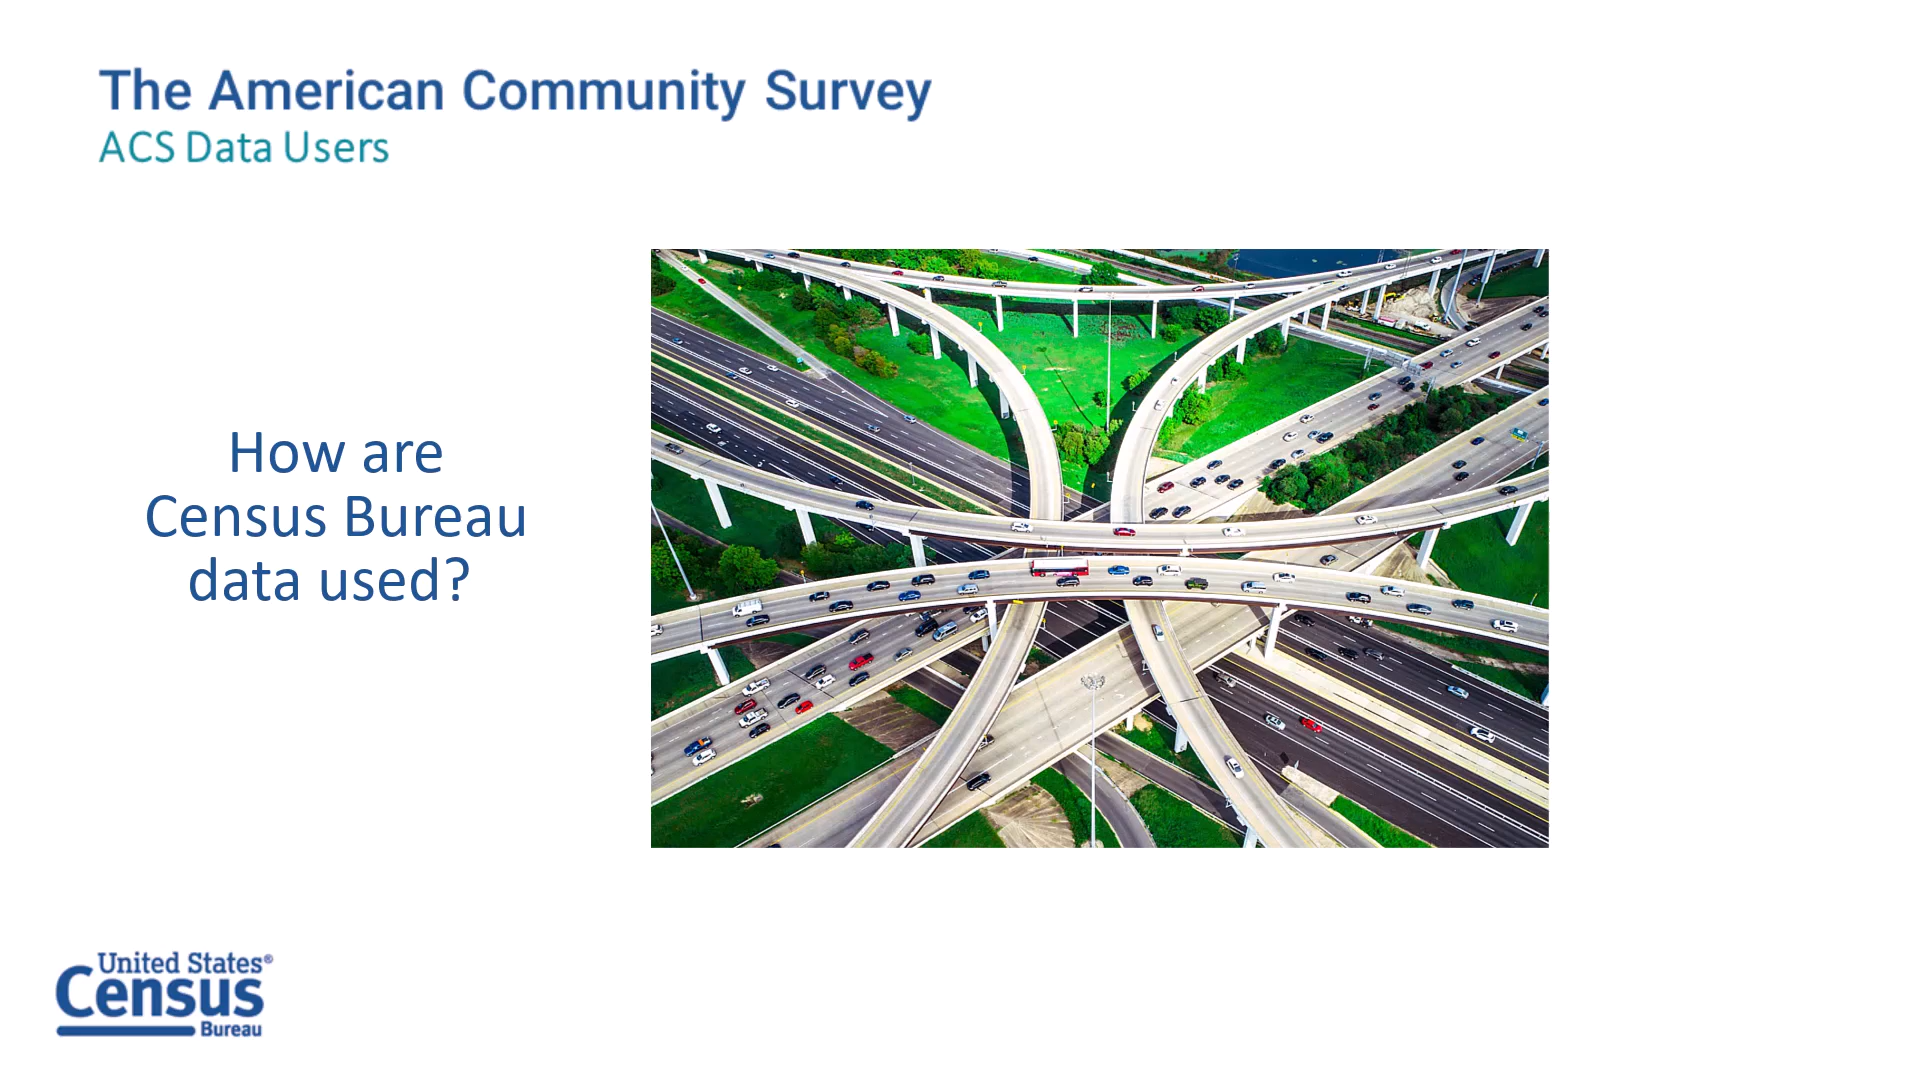 The American Community Survey
ACS Data Users
How are
Census Bureau
data used?
United States®
Census
Bureau